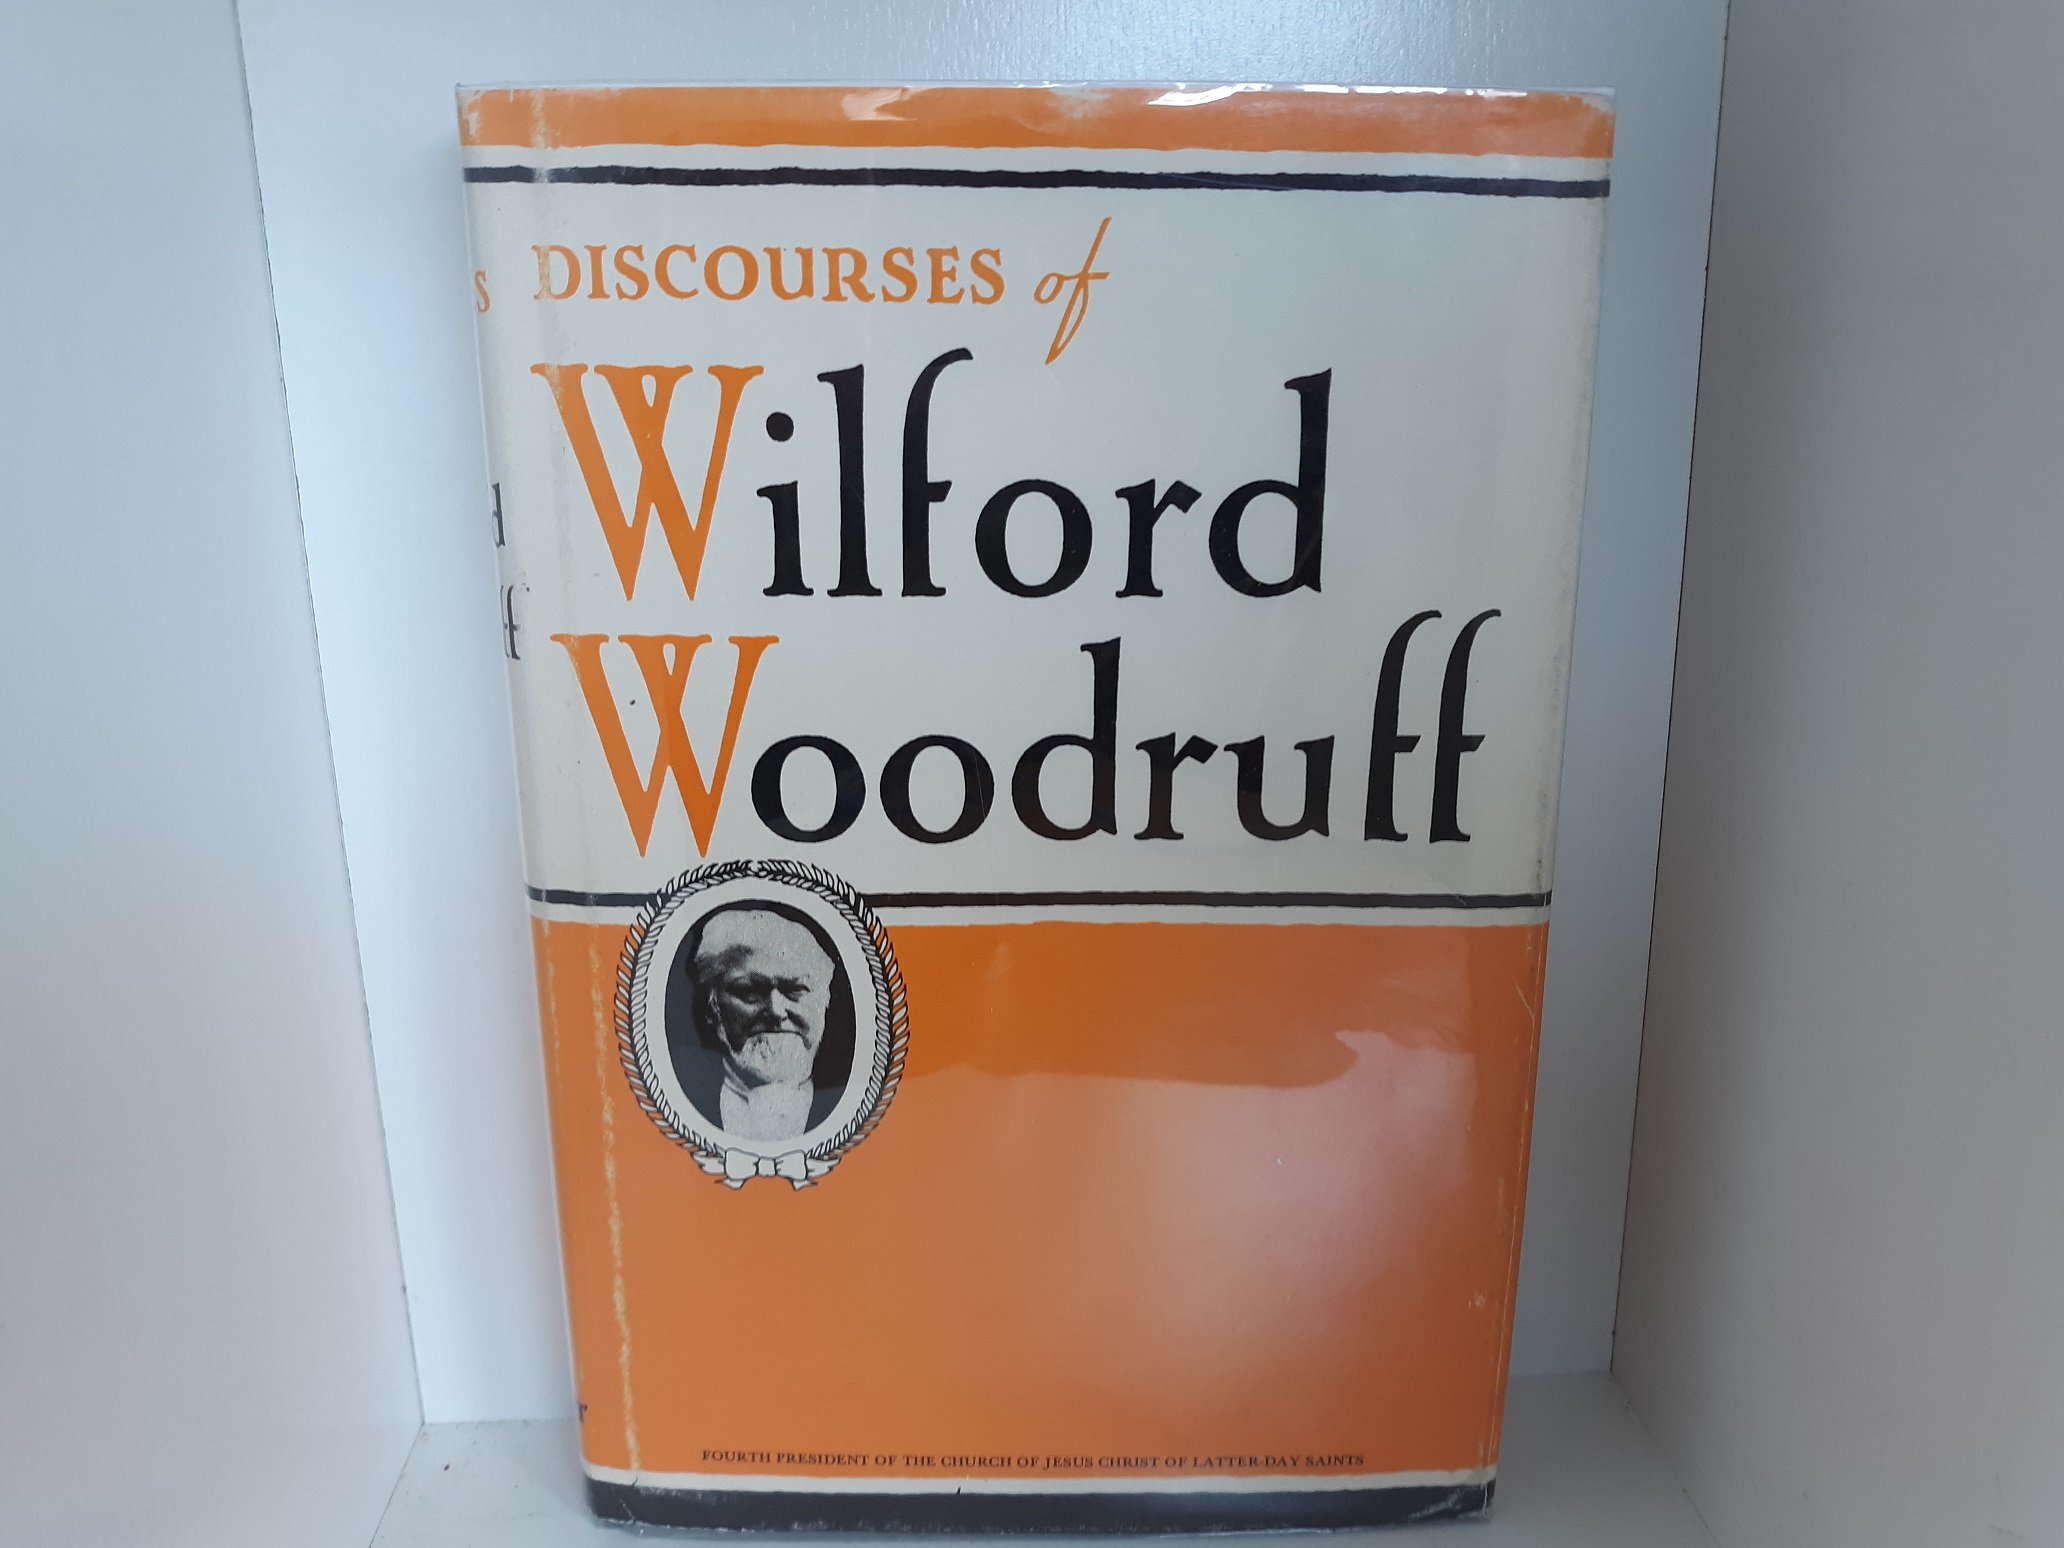 DISCOURSES of
Wilford
Woodruff
FOURTH PRESIDENT OF THE CHURCH OF JESUS CHRIST OF LATTER-DAY SAINTS